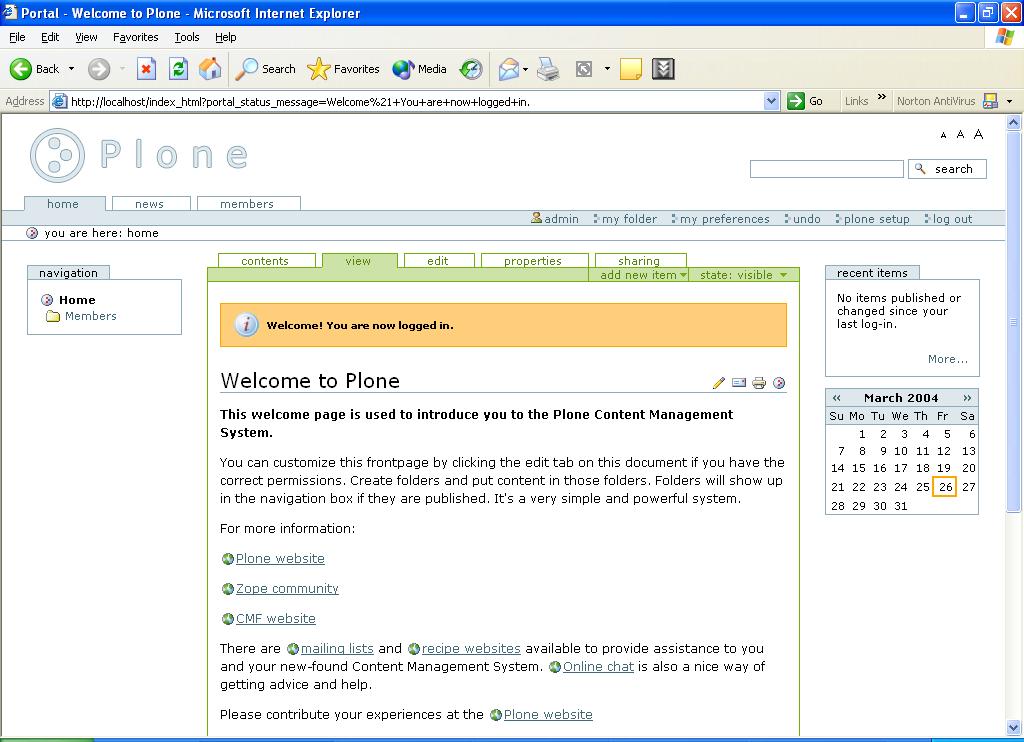 Portal - Welcome to Plone - Microsoft Internet Explorer
File Edit View Favorites Tools Help
Back Search Favorites Media
Address http://localhost/index_html?portal_status_message=Welcome%21+You+are+now+logged+in. Go Links » Norton AntiVirus
A A A
Plone
search
home news members
admin my folder my preferences undo plone setup log out
you are here: home
navigation
Home
Members
contents view edit properties sharing
add new item state: visible
Welcome! You are now logged in.
Welcome to Plone
This welcome page is used to introduce you to the Plone Content Management
System.
You can customize this frontpage by clicking the edit tab on this document if you have the
correct permissions. Create folders and put content in those folders. Folders will show up
in the navigation box if they are published. It's a very simple and powerful system.
For more information:
Plone website
Zope community
CMF website
There are mailing lists and recipe websites available to provide assistance to you
and your new-found Content Management System. Online chat is also a nice way of
getting advice and help.
Please contribute your experiences at the Plone website
recent items
No items published or
changed since your
last log-in.
More...
« March 2004 »
Su Mo Tu We Th Fr Sa
1 2 3 4 5 6
7 8 9 10 11 12 13
14 15 16 17 18 19 20
21 22 23 24 25 26 27
28 29 30 31